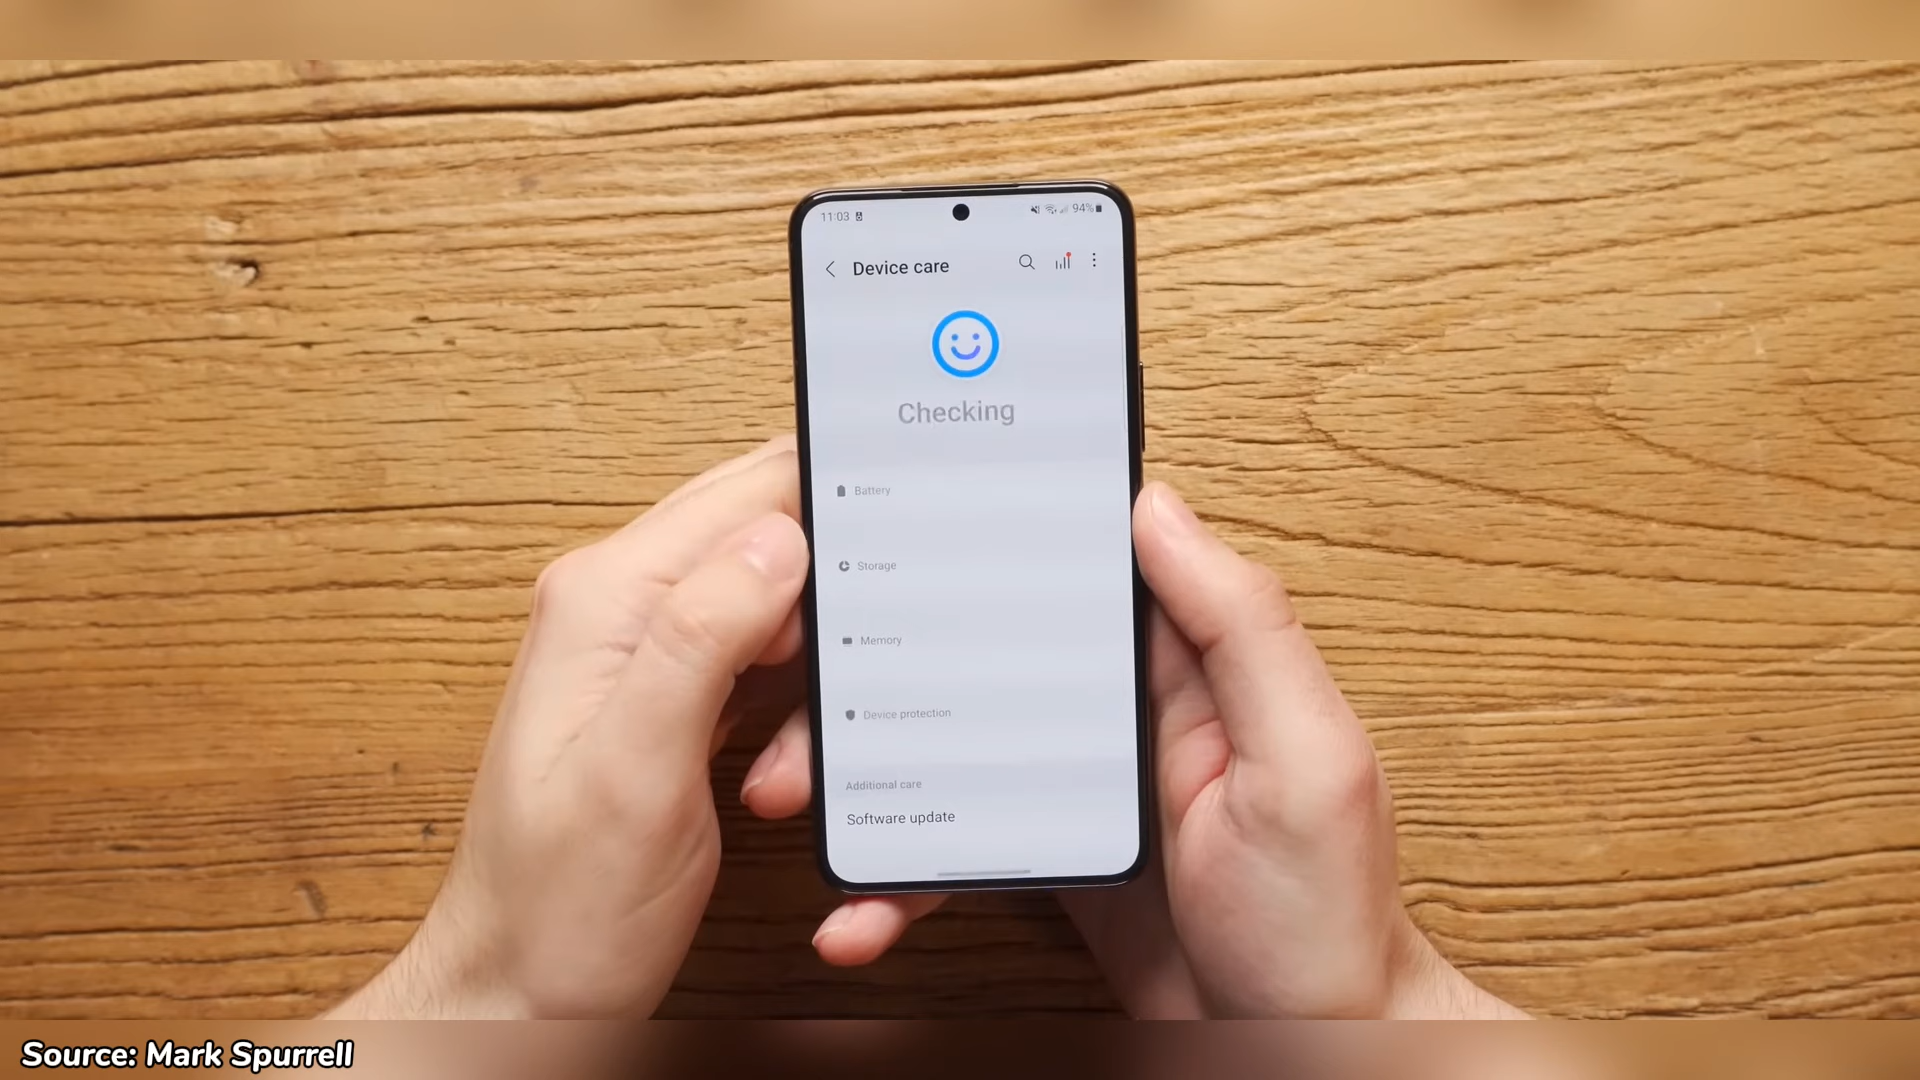 11:03
94%
Device care
Checking
Battery
Storage
Memory
Device protection
Additional care
Software update
Source: Mark Spurrell